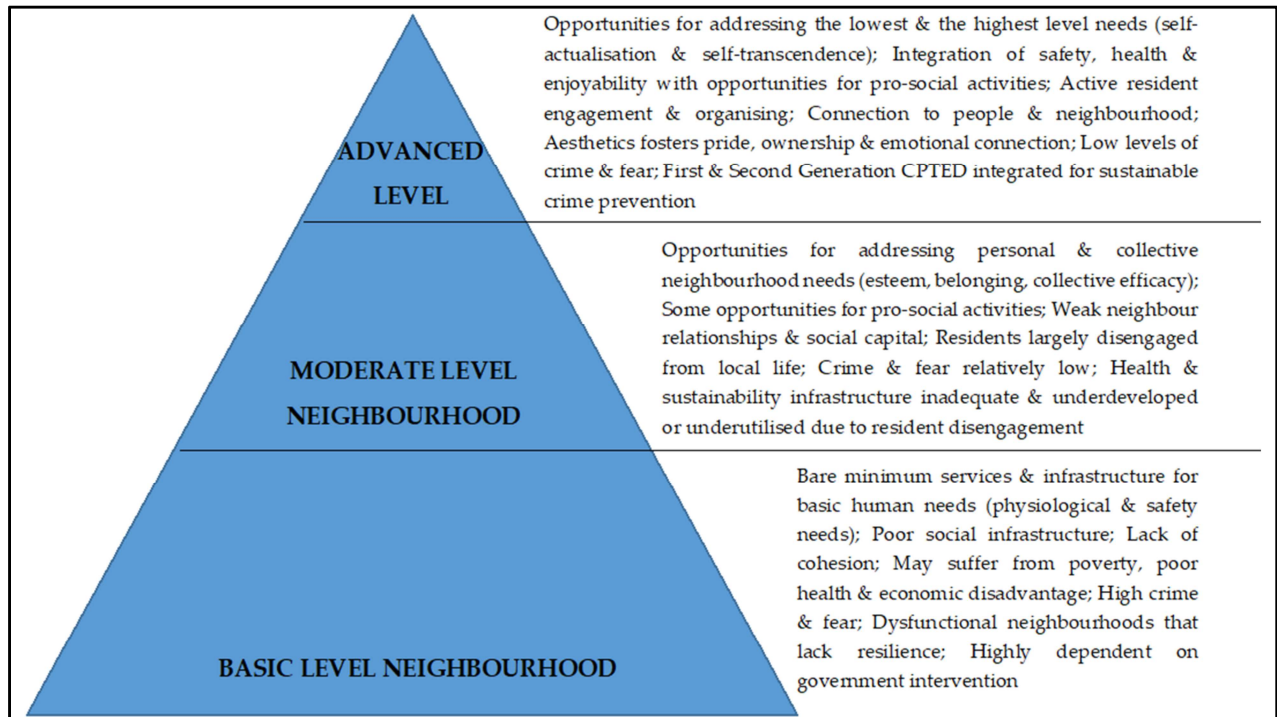 Opportunities for addressing the lowest & the highest level needs (self-
actualisation & self-transcendence); Integration of safety, health &
enjoyability with opportunities for pro-social activities; Active resident
engagement & organising; Connection to people & neighbourhood;
Aesthetics fosters pride, ownership & emotional connection; Low levels of
crime & fear; First & Second Generation CPTED integrated for sustainable
crime prevention
ADVANCED
LEVEL
Opportunities for addressing personal & collective
neighbourhood needs (esteem, belonging, collective efficacy);
Some opportunities for pro-social activities; Weak neighbour
relationships & social capital; Residents largely disengaged
from local life; Crime & fear relatively low; Health &
sustainability infrastructure inadequate & underdeveloped
or underutilised due to resident disengagement
MODERATE LEVEL
NEIGHBOURHOOD
Bare minimum services & infrastructure for
basic human needs (physiological & safety
needs); Poor social infrastructure; Lack of
cohesion; May suffer from poverty, poor
health & economic disadvantage; High crime
& fear; Dysfunctional neighbourhoods that
lack resilience; Highly dependent on
government intervention
BASIC LEVEL NEIGHBOURHOOD